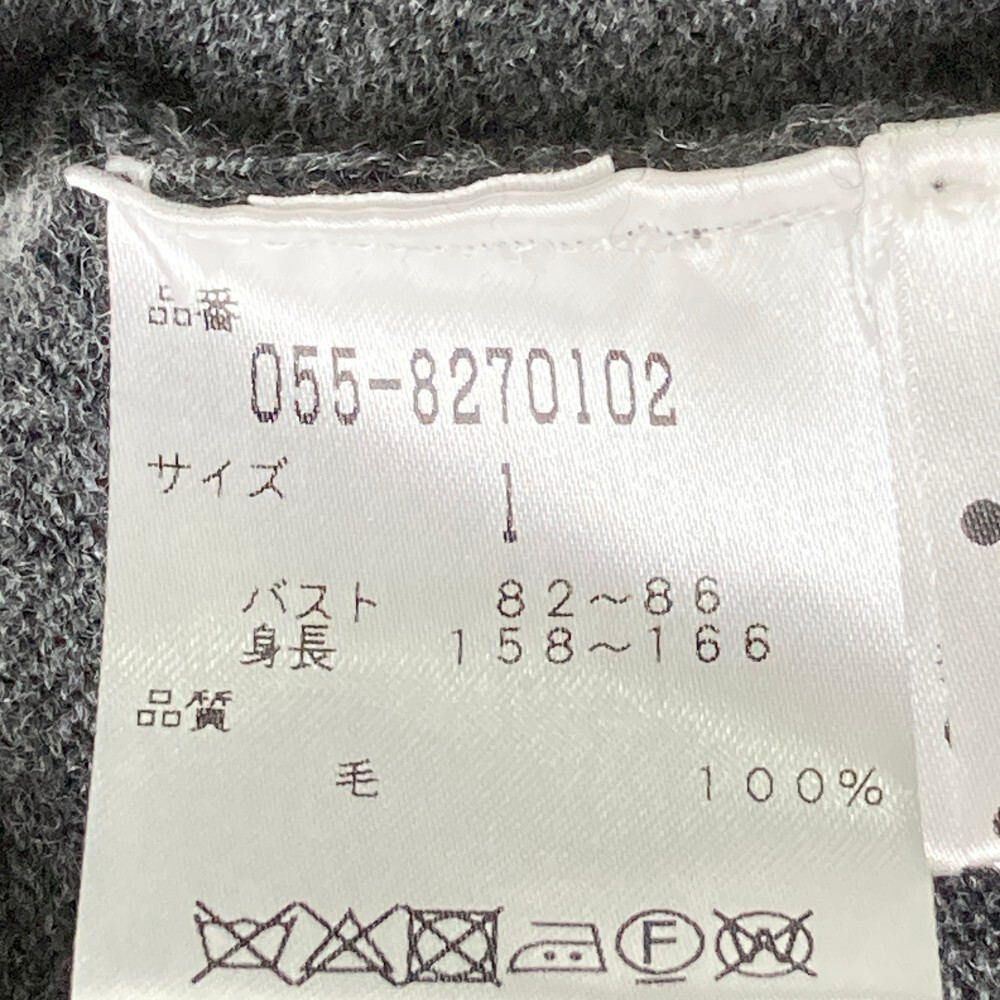 品番
055-8270102
サイズ 1
バスト 82～86
身長 158～166
品質
毛 100%
F
W